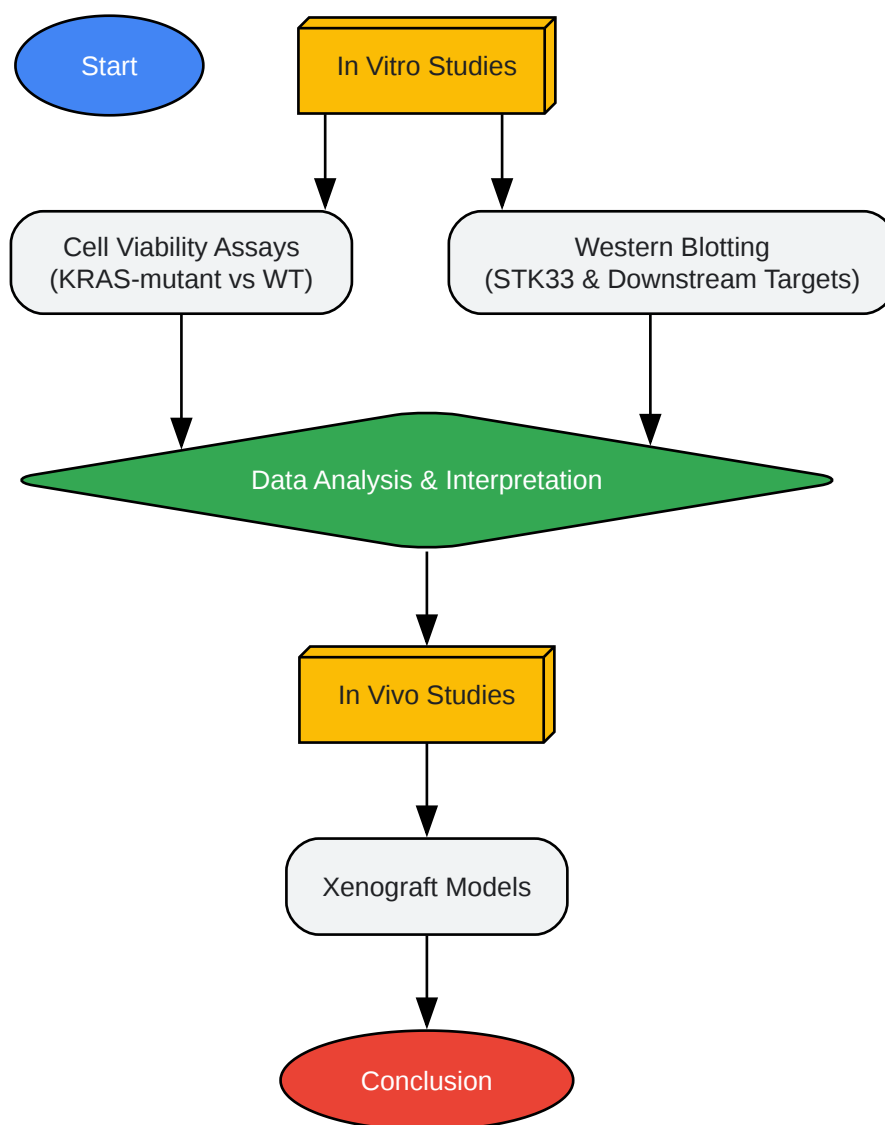 Start
In Vitro Studies
Cell Viability Assays
(KRAS-mutant vs WT)
Western Blotting
(STK33 & Downstream Targets)
Data Analysis & Interpretation
In Vivo Studies
Xenograft Models
Conclusion